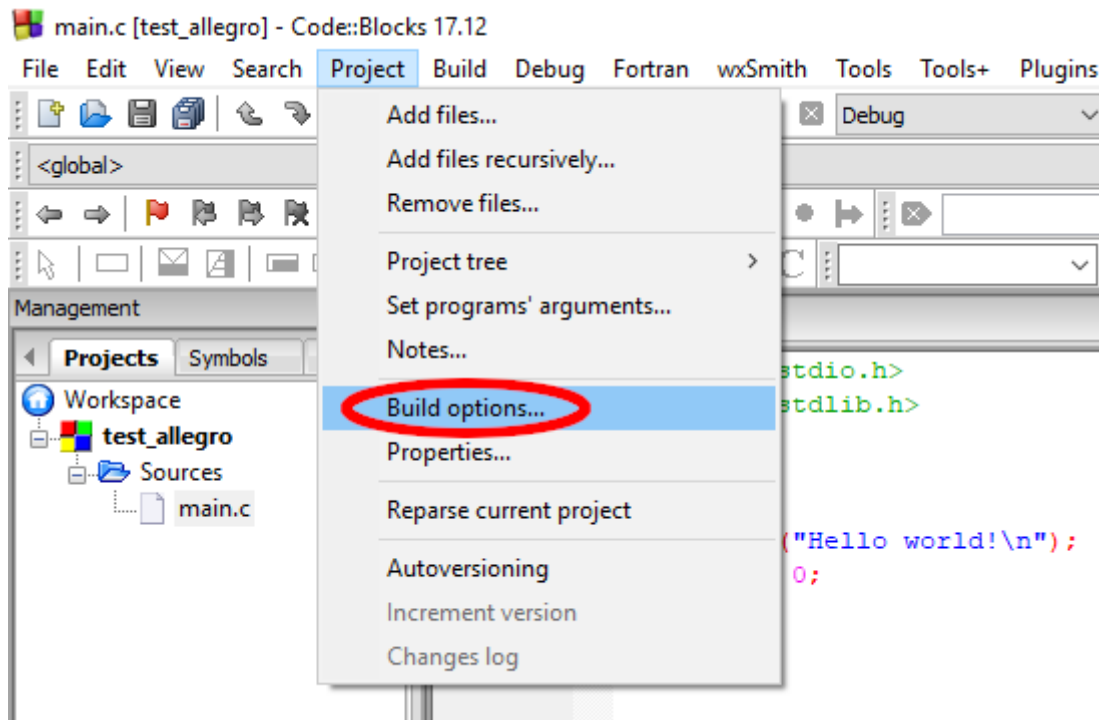 main.c [test_allegro] - Code::Blocks 17.12
File Edit View Search Project Build Debug Fortran wxSmith Tools Tools+ Plugins
Debug
<global>
Add files...
Add files recursively...
Remove files...
Project tree
Set programs' arguments...
Notes...
Build options...
Properties...
Reparse current project
Autoversioning
Increment version
Changes log
Management
Projects Symbols
Workspace
test_allegro
Sources
main.c
stdio.h>
stdlib.h>
("Hello world!\n");
0;